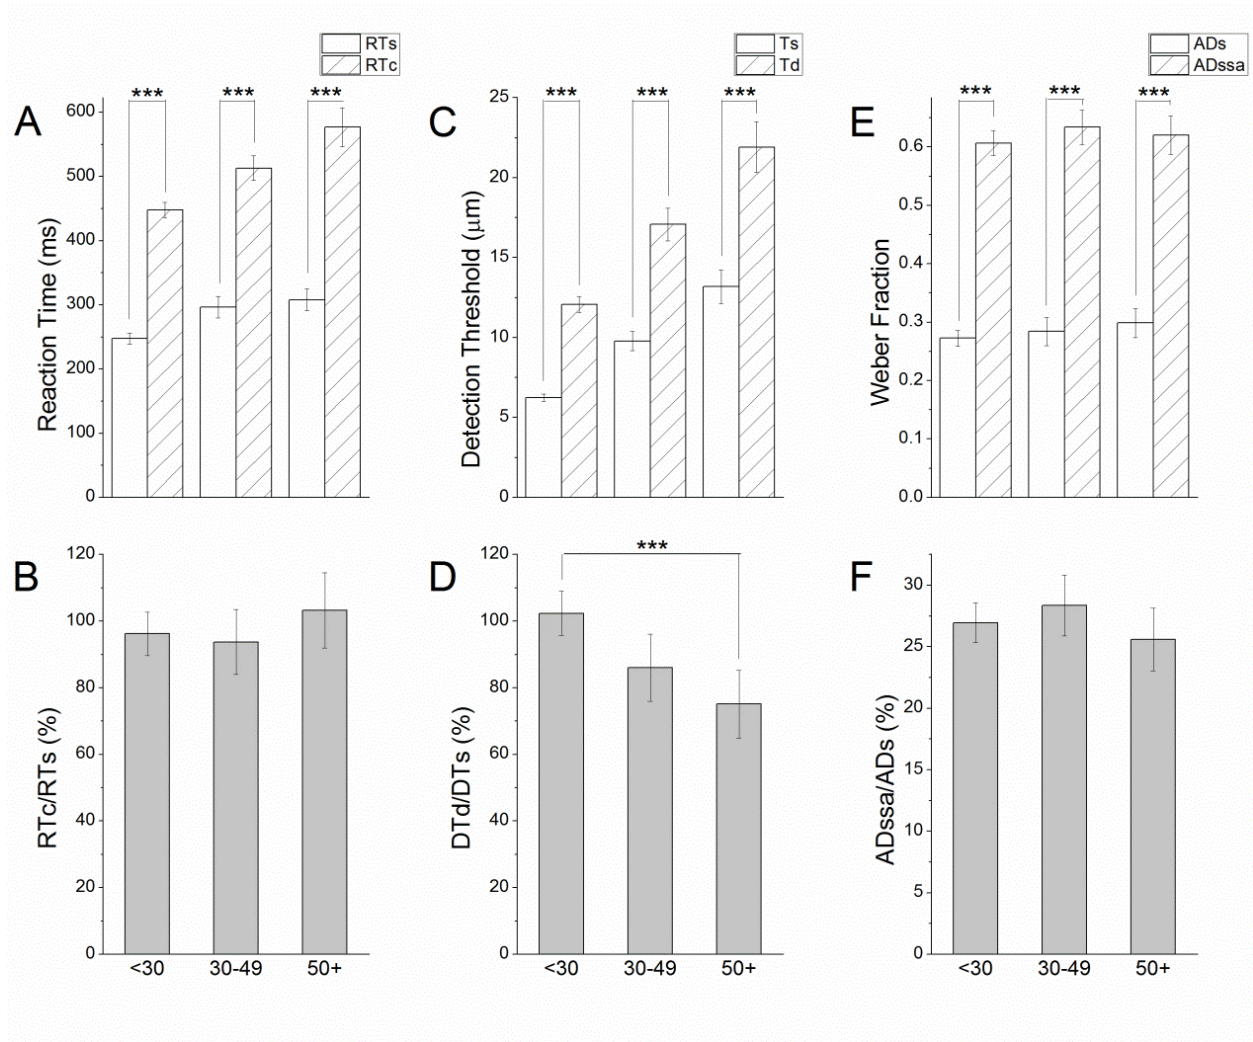 RTs
RTc
A
***
***
***
600
500
400
300
200
100
0
Reaction Time (ms)
Ts
Td
C
***
***
***
25
20
15
10
5
0
Detection Threshold (μm)
ADs
ADssa
E
***
***
***
0.6
0.5
0.4
0.3
0.2
0.1
0.0
Weber Fraction
B
120
100
80
60
40
20
0
RTc/RTs (%)
<30 30-49 50+
D
***
120
100
80
60
40
20
0
DTd/DTs (%)
<30 30-49 50+
F
30
25
20
15
10
5
0
ADssa/ADs (%)
<30 30-49 50+